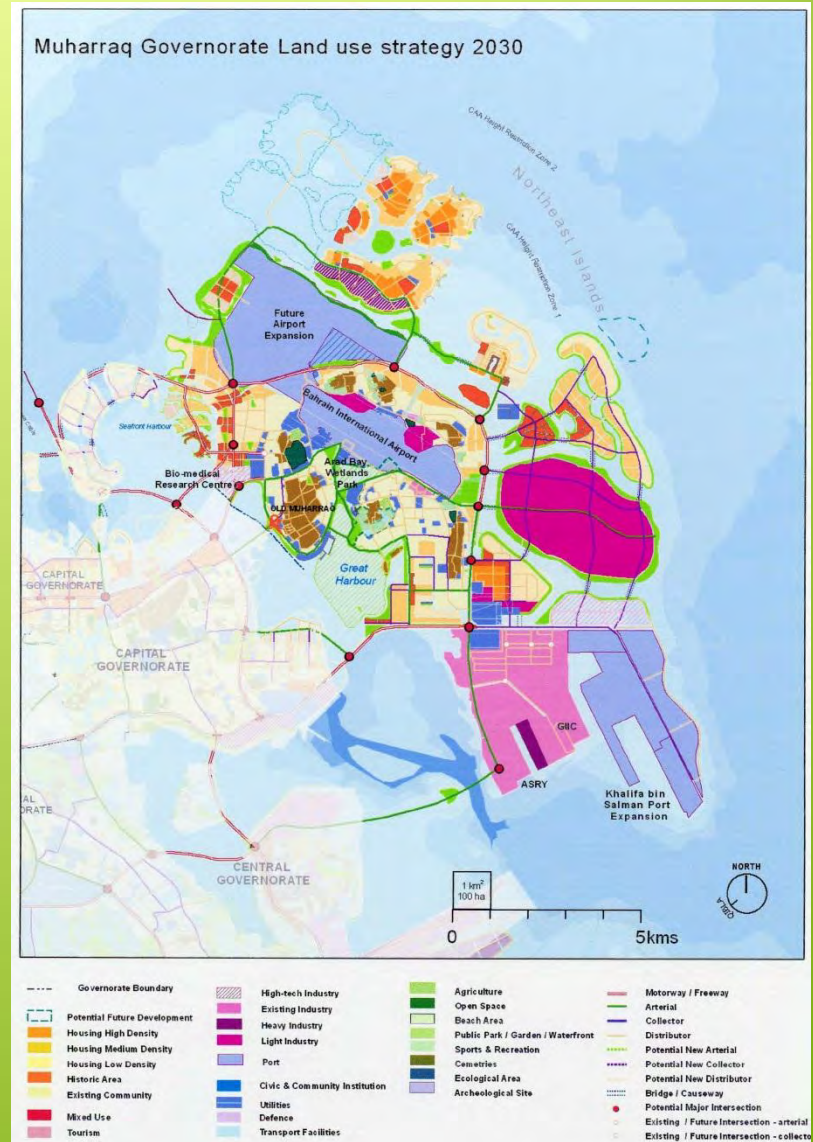 Muharraq Governorate Land use strategy 2030
CAA Height Restriction Zone 2
Northeast Islands
CAA Height Restriction Zone 1
Future
Airport
Expansion
Bahrain International Airport
Seafront Harbour
Arad Bay
Wetlands
Park
Bio-medical
Research Centre
OLD MUHARRAQ
Great
Harbour
CAPITAL
GOVERNORATE
CAPITAL
GOVERNORATE
GIIC
ASRY
Khalifa bin
Salman Port
Expansion
CENTRAL
GOVERNORATE
NORTH
QIBLA
1 km²
100 ha
0 5kms
Governorate Boundary
Potential Future Development
Housing High Density
Housing Medium Density
Housing Low Density
Historic Area
Existing Community
Mixed Use
Tourism
High-tech Industry
Existing Industry
Heavy Industry
Light Industry
Port
Civic & Community Institution
Utilities
Defence
Transport Facilities
Agriculture
Open Space
Beach Area
Public Park / Garden / Waterfront
Sports & Recreation
Cemetries
Ecological Area
Archeological Site
Motorway / Freeway
Arterial
Collector
Distributor
Potential New Arterial
Potential New Collector
Potential New Distributor
Bridge / Causeway
Potential Major Intersection
Existing / Future Intersection - arterial
Existing / Future Intersection - collecto